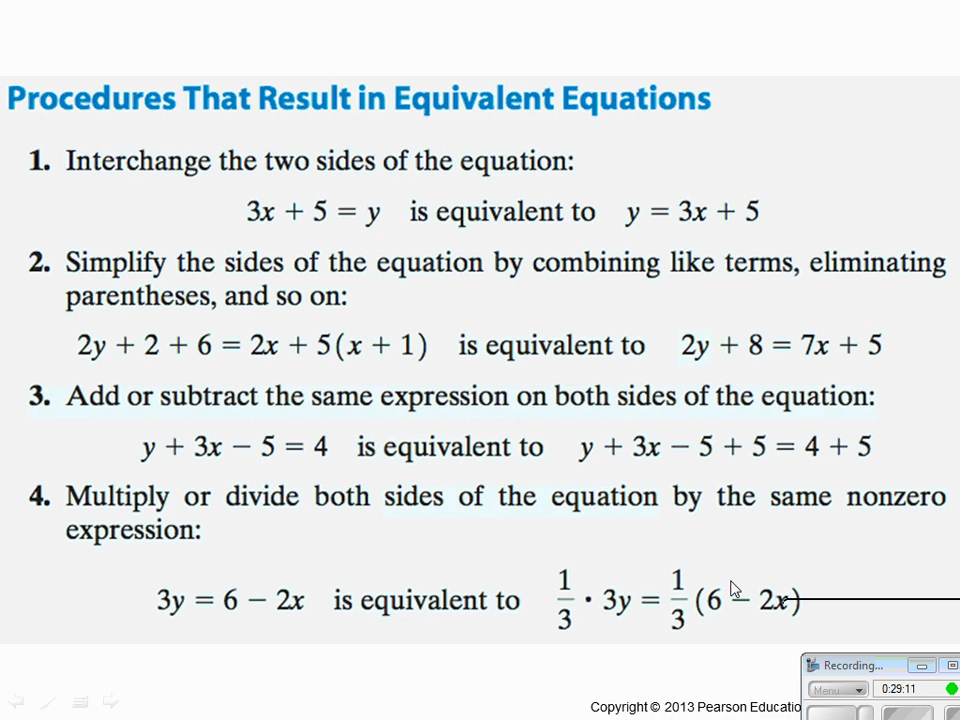 Procedures That Result in Equivalent Equations
1. Interchange the two sides of the equation:
3x + 5 = y is equivalent to y = 3x + 5
2. Simplify the sides of the equation by combining like terms, eliminating
parentheses, and so on:
2y + 2 + 6 = 2x + 5(x + 1) is equivalent to 2y + 8 = 7x + 5
3. Add or subtract the same expression on both sides of the equation:
y + 3x − 5 = 4 is equivalent to y + 3x − 5 + 5 = 4 + 5
4. Multiply or divide both sides of the equation by the same nonzero
expression:
3y = 6 − 2x is equivalent to 1/3 · 3y = 1/3 (6 − 2x)
Recording...
Menu 0:29:11
Copyright © 2013 Pearson Educatio